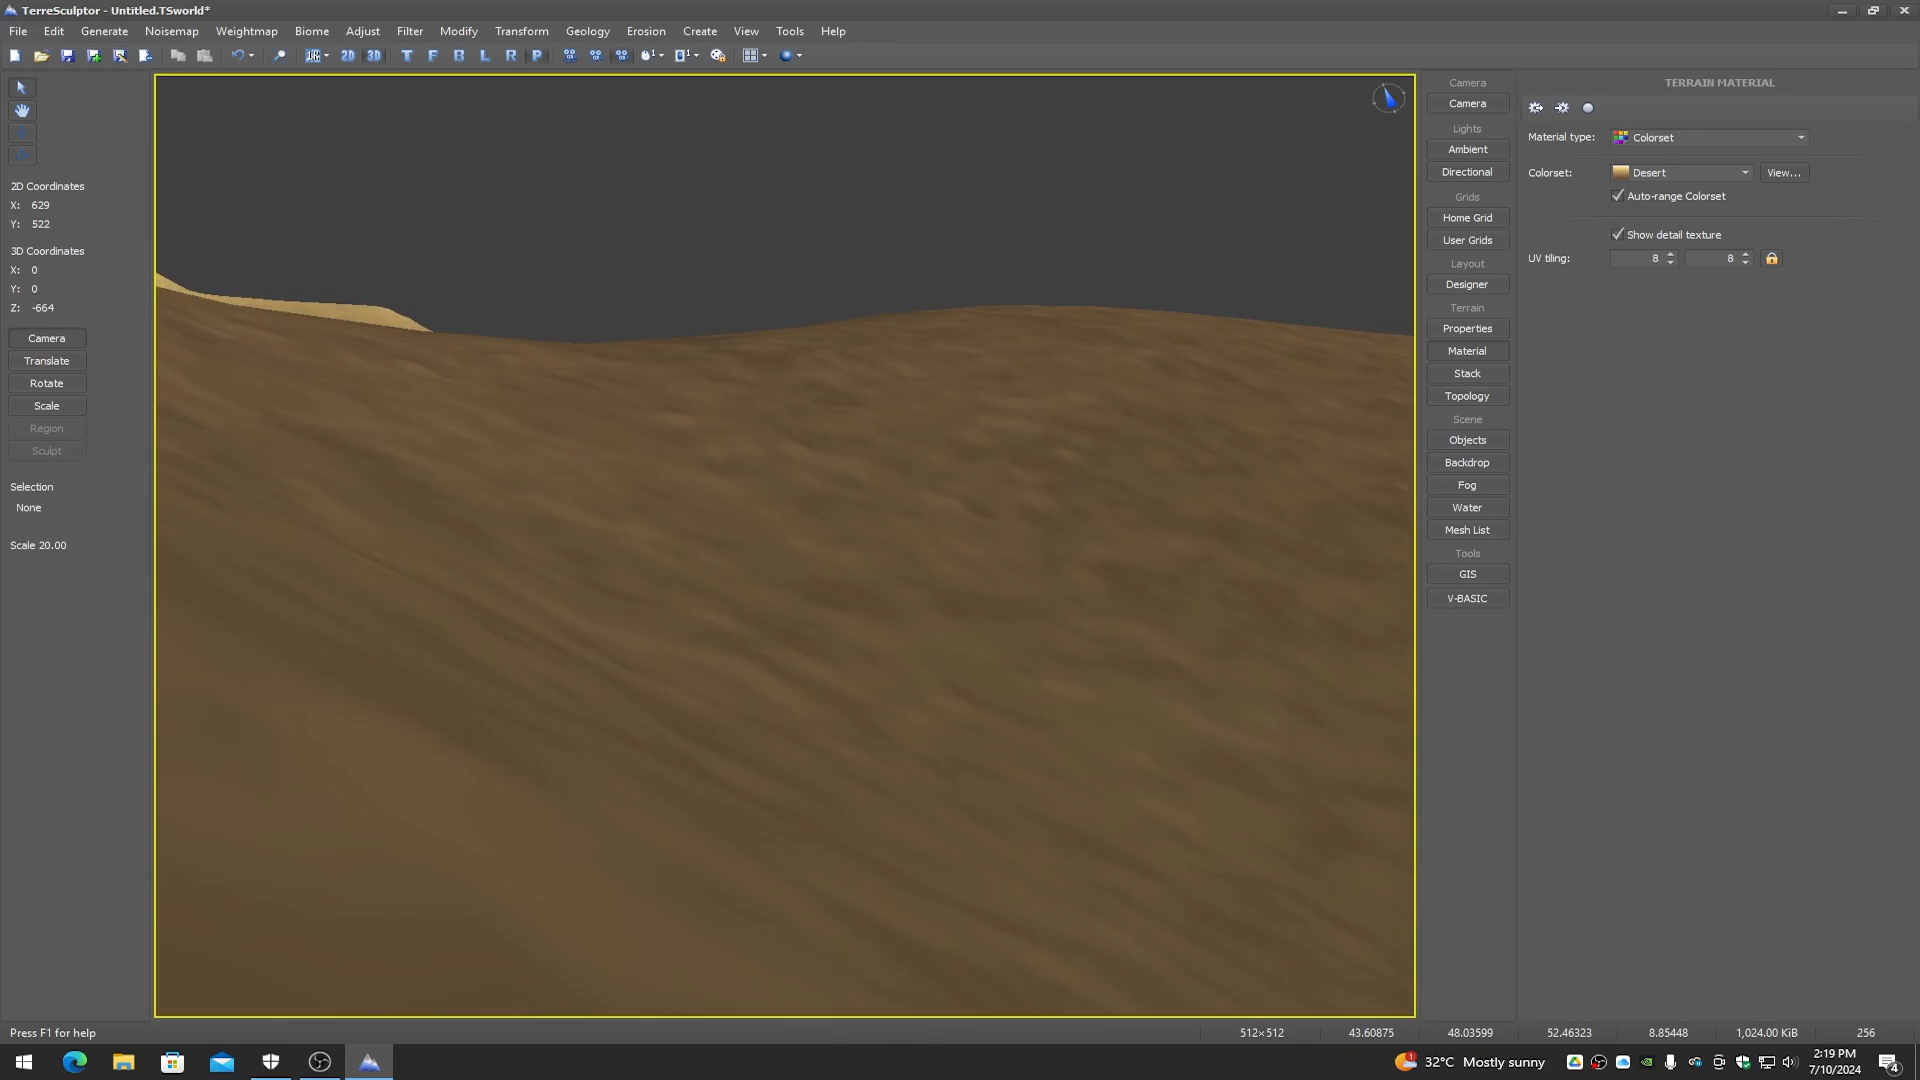 TerreSculptor - Untitled.TSworld*
File Edit Generate Noisemap Weightmap Biome Adjust Filter Modify Transform Geology Erosion Create View Tools Help
1K 2D 3D T F B L R P
2D Coordinates
X: 629
Y: 522
3D Coordinates
X: 0
Y: 0
Z: -664
Camera
Translate
Rotate
Scale
Region
Sculpt
Selection
None
Scale 20.00
Camera
Camera
Lights
Ambient
Directional
Grids
Home Grid
User Grids
Layout
Designer
Terrain
Properties
Material
Stack
Topology
Scene
Objects
Backdrop
Fog
Water
Mesh List
Tools
GIS
V-BASIC
TERRAIN MATERIAL
Material type: Colorset
Colorset: Desert View...
Auto-range Colorset
Show detail texture
UV tiling: 8 8
Press F1 for help 512×512 43.60875 48.03599 52.46323 8.85448 1,024.00 KiB 256
1 32°C Mostly sunny 2:19 PM
7/10/2024 4